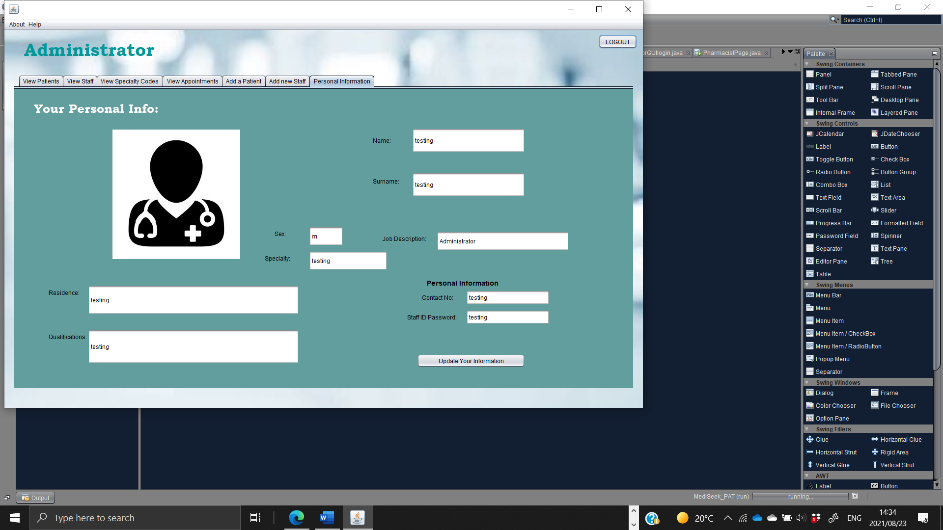 About Help
Search (Ctrl+I)
Administrator
LOGOUT
orGUIlogin.java
PharmacistPage.java
Palette
View Patients
View Staff
View Specialty Codes
View Appointments
Add a Patient
Add new Staff
Personal Information
Your Personal Info:
Name:
testing
Surname:
testing
Sex:
m
Job Description:
Administrator
Specialty:
testing
Personal Information
Residence:
testing
Contact No:
testing
Staff ID Password:
testing
Qualifications:
testing
Update Your Information
Swing Containers
Panel
Tabbed Pane
Split Pane
Scroll Pane
Tool Bar
Desktop Pane
Internal Frame
Layered Pane
Swing Controls
JCalendar
JDateChooser
Label
Button
Toggle Button
Check Box
Radio Button
Button Group
Combo Box
List
Text Field
Text Area
Scroll Bar
Slider
Progress Bar
Formatted Field
Password Field
Spinner
Separator
Text Pane
Editor Pane
Tree
Table
Swing Menus
Menu Bar
Menu
Menu Item
Menu Item / CheckBox
Menu Item / RadioButton
Popup Menu
Separator
Swing Windows
Dialog
Frame
Color Chooser
File Chooser
Option Pane
Swing Fillers
Glue
Horizontal Glue
Horizontal Strut
Rigid Area
Vertical Glue
Vertical Strut
AWT
Label
Button
Output
MediSeek_PAT (run)
running...
Type here to search
20°C
ENG
14:34
2021/08/23